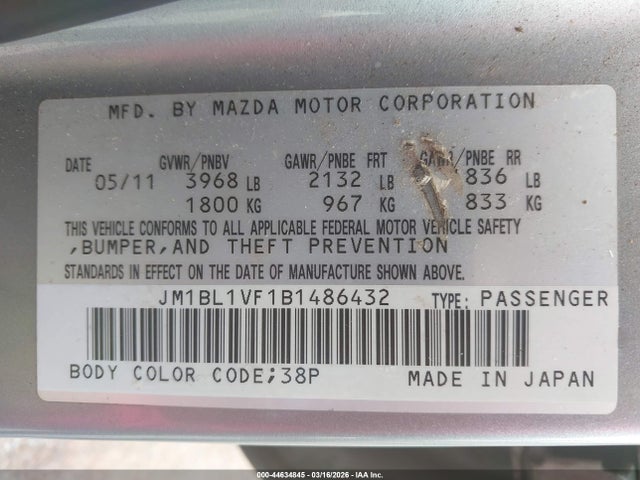 MFD. BY MAZDA MOTOR CORPORATION
DATE GVWR/PNBV GAWR/PNBE FRT GAWR/PNBE RR
05/11 3968 LB 2132 LB 836 LB
1800 KG 967 KG 833 KG
THIS VEHICLE CONFORMS TO ALL APPLICABLE FEDERAL MOTOR VEHICLE SAFETY
,BUMPER,AND THEFT PREVENTION
STANDARDS IN EFFECT ON THE DATE OF MANUFACTURE SHOWN ABOVE.
JM1BL1VF1B1486432 TYPE: PASSENGER
BODY COLOR CODE;38P MADE IN JAPAN
000-44634845 | 03/16/2026 | IAA Inc.